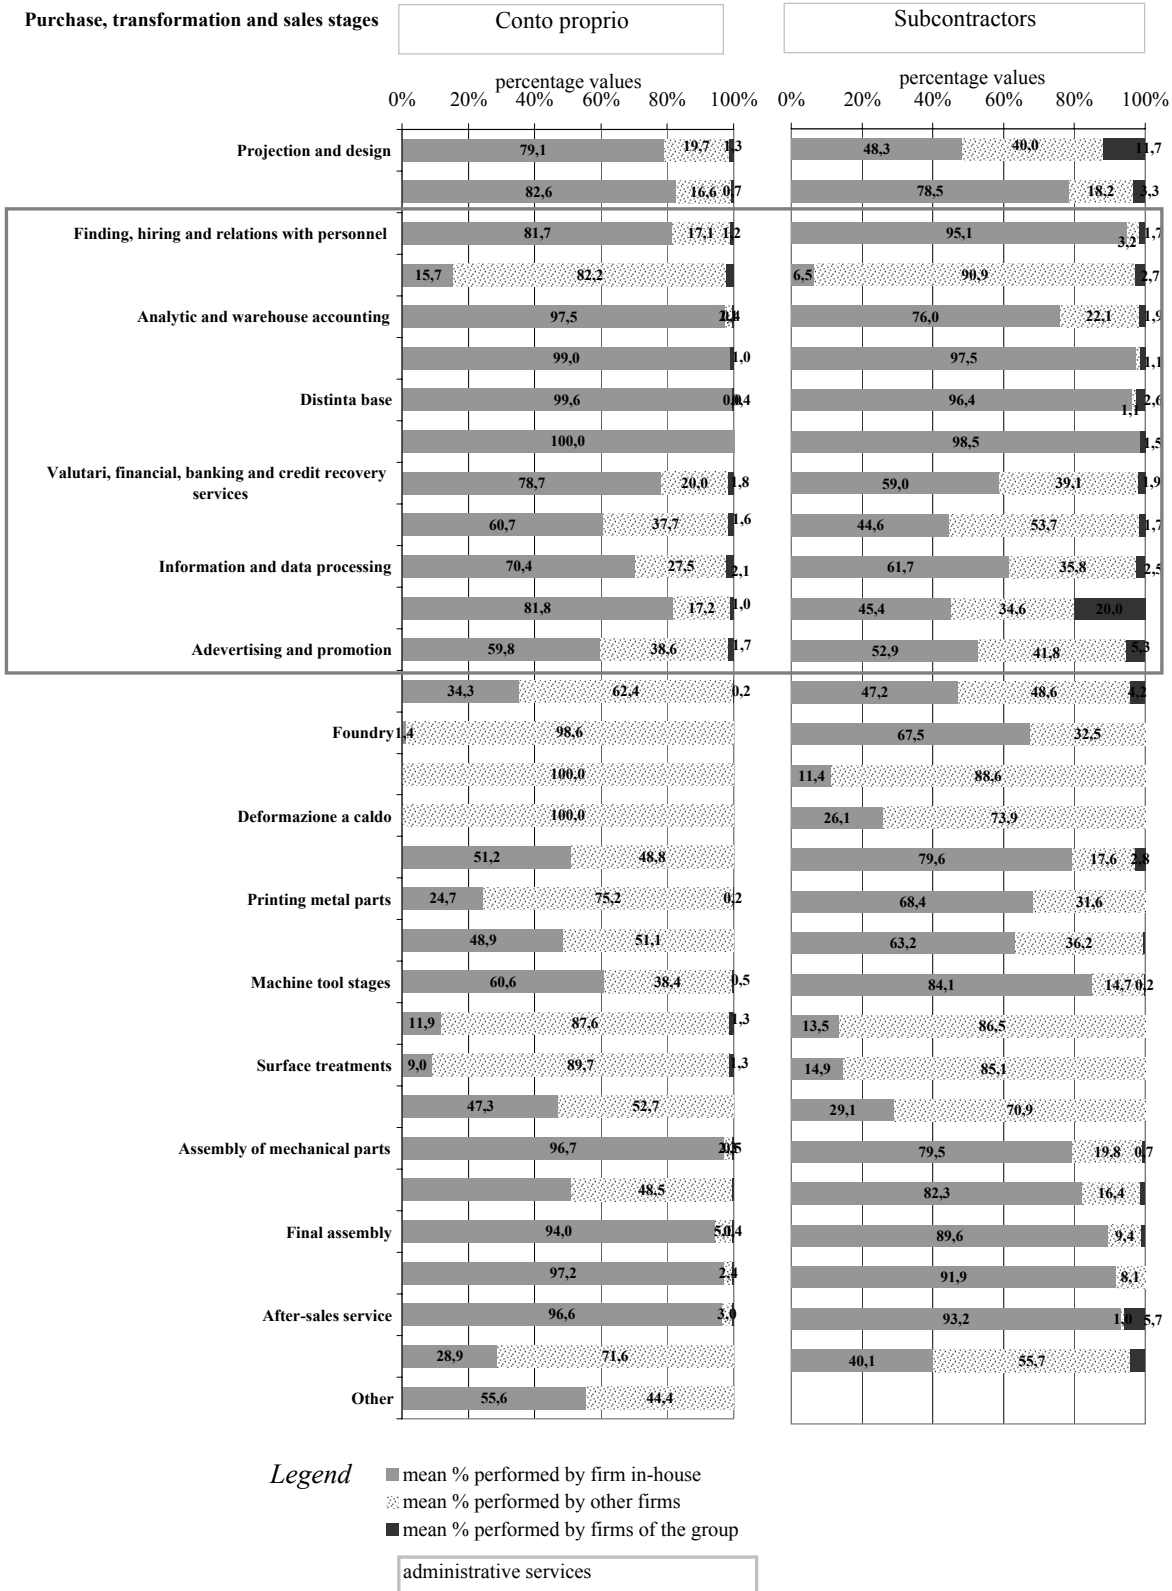 Purchase, transformation and sales stages
Conto proprio
Subcontractors
percentage values
percentage values
0% 20% 40% 60% 80% 100%
0% 20% 40% 60% 80% 100%
Projection and design 79,1 19,7 1,3 48,3 40,0 11,7
82,6 16,6 0,7 78,5 18,2 3,3
Finding, hiring and relations with personnel 81,7 17,1 1,2 95,1 3,2 1,7
15,7 82,2 6,5 90,9 2,7
Analytic and warehouse accounting 97,5 76,0 22,1 1,9
99,0 1,0 97,5 1,1
Distinta base 99,6 0,4 96,4 1,1 2,6
100,0 98,5 1,5
Valutari, financial, banking and credit recovery
services
78,7 20,0 1,8 59,0 39,1 1,9
60,7 37,7 1,6 44,6 53,7 1,7
Information and data processing 70,4 27,5 2,1 61,7 35,8 2,5
81,8 17,2 1,0 45,4 34,6 20,0
Adevertising and promotion 59,8 38,6 1,7 52,9 41,8 5,3
34,3 62,4 0,2 47,2 48,6 4,2
Foundry 1,4 98,6 67,5 32,5
100,0 11,4 88,6
Deformazione a caldo 100,0 26,1 73,9
51,2 48,8 79,6 17,6 2,8
Printing metal parts 24,7 75,2 0,2 68,4 31,6
48,9 51,1 63,2 36,2
Machine tool stages 60,6 38,4 0,5 84,1 14,7 0,2
11,9 87,6 1,3 13,5 86,5
Surface treatments 9,0 89,7 1,3 14,9 85,1
47,3 52,7 29,1 70,9
Assembly of mechanical parts 96,7 79,5 19,8 0,7
48,5 82,3 16,4
Final assembly 94,0 0,4 89,6 9,4
97,2 2,4 91,9 8,1
After-sales service 96,6 3,0 93,2 1,0 5,7
28,9 71,6 40,1 55,7
Other 55,6 44,4
Legend
mean % performed by firm in-house
mean % performed by other firms
mean % performed by firms of the group
administrative services